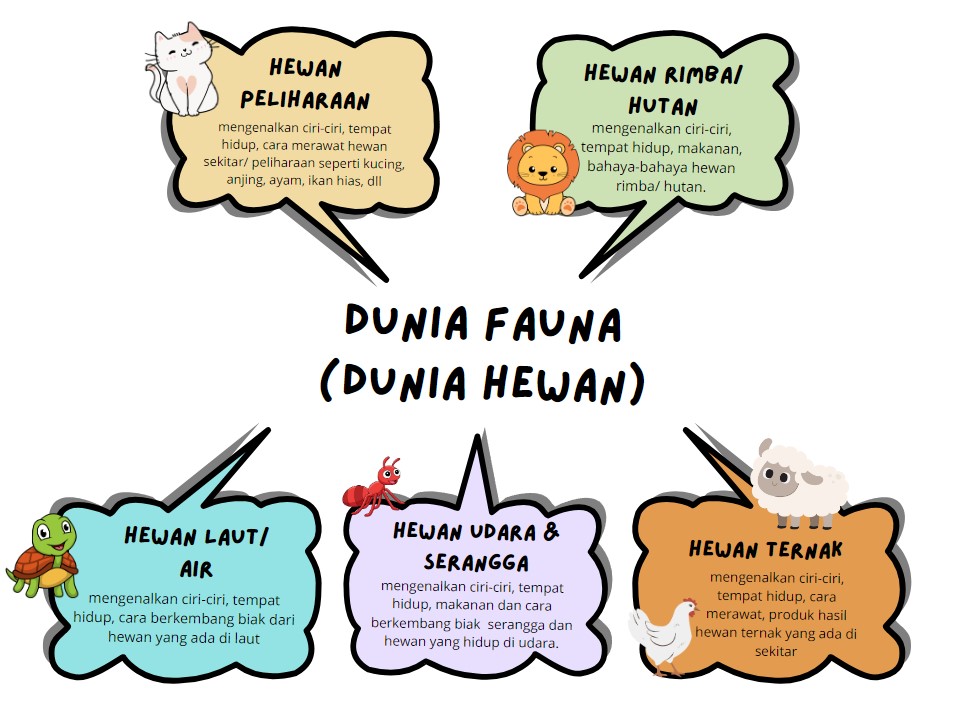 HEWAN
PELIHARAAN
mengenalkan ciri-ciri, tempat
hidup, cara merawat hewan
sekitar/ peliharaan seperti kucing,
anjing, ayam, ikan hias, dll
HEWAN RIMBA/
HUTAN
mengenalkan ciri-ciri,
tempat hidup, makanan,
bahaya-bahaya hewan
rimba/ hutan.
DUNIA FAUNA
(DUNIA HEWAN)
HEWAN LAUT/
AIR
mengenalkan ciri-ciri, tempat
hidup, cara berkembang biak dari
hewan yang ada di laut
HEWAN UDARA &
SERANGGA
mengenalkan ciri-ciri, tempat
hidup, makanan dan cara
berkembang biak serangga dan
hewan yang hidup di udara.
HEWAN TERNAK
mengenalkan ciri-ciri,
tempat hidup, cara
merawat, produk hasil
hewan ternak yang ada di
sekitar